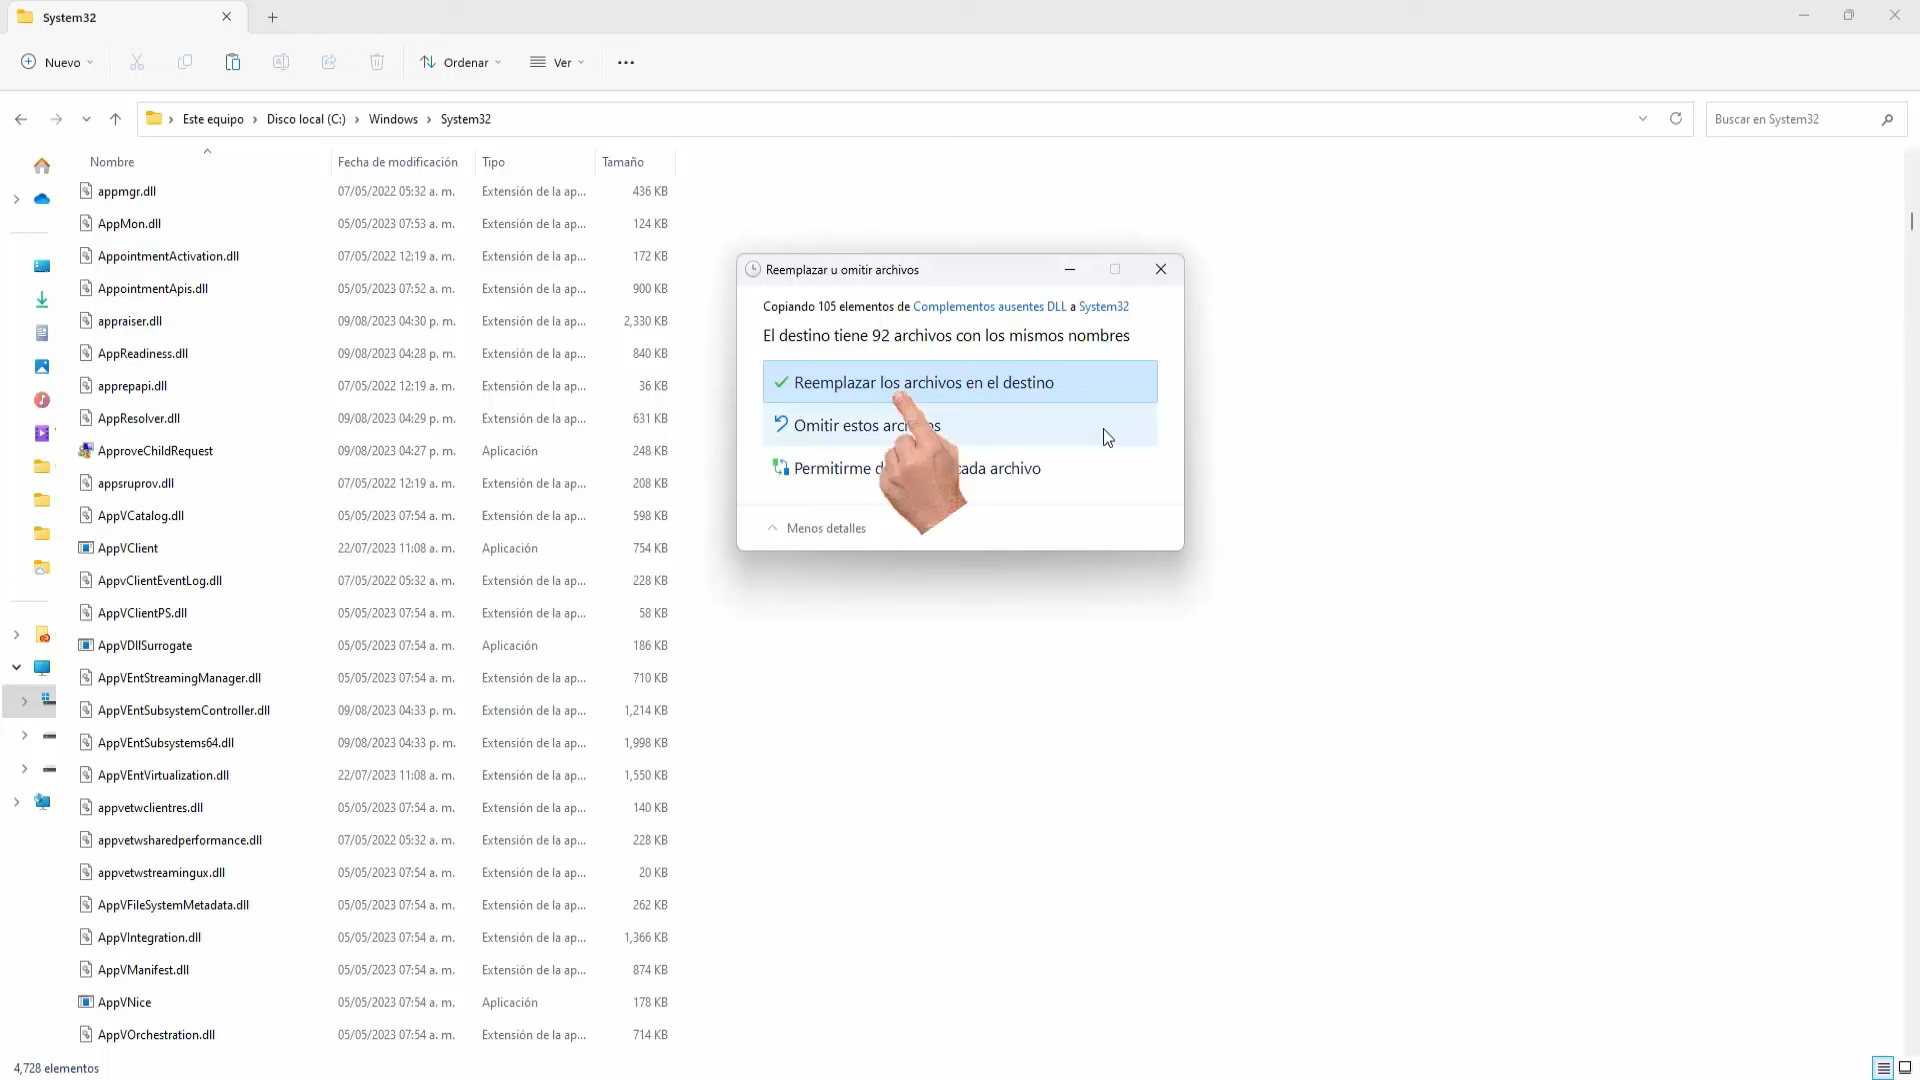 System32
Nuevo
Ordenar
Ver
Este equipo > Disco local (C:) > Windows > System32
Buscar en System32
Nombre Fecha de modificación Tipo Tamaño
appmgr.dll 07/05/2022 05:32 a. m. Extensión de la ap... 436 KB
AppMon.dll 05/05/2023 07:53 a. m. Extensión de la ap... 124 KB
AppointmentActivation.dll 07/05/2022 12:19 a. m. Extensión de la ap... 172 KB
AppointmentApis.dll 05/05/2023 07:52 a. m. Extensión de la ap... 900 KB
appraiser.dll 09/08/2023 04:30 p. m. Extensión de la ap... 2,330 KB
AppReadiness.dll 09/08/2023 04:28 p. m. Extensión de la ap... 840 KB
apprepapi.dll 07/05/2022 12:19 a. m. Extensión de la ap... 36 KB
AppResolver.dll 09/08/2023 04:29 p. m. Extensión de la ap... 631 KB
ApproveChildRequest 09/08/2023 04:27 p. m. Aplicación 248 KB
appsruprov.dll 07/05/2022 12:19 a. m. Extensión de la ap... 208 KB
AppVCatalog.dll 05/05/2023 07:54 a. m. Extensión de la ap... 598 KB
AppVClient 22/07/2023 11:08 a. m. Aplicación 754 KB
AppvClientEventLog.dll 07/05/2022 05:32 a. m. Extensión de la ap... 228 KB
AppVClientPS.dll 05/05/2023 07:54 a. m. Extensión de la ap... 58 KB
AppVDllSurrogate 05/05/2023 07:54 a. m. Aplicación 186 KB
AppVEntStreamingManager.dll 05/05/2023 07:54 a. m. Extensión de la ap... 710 KB
AppVEntSubsystemController.dll 09/08/2023 04:33 p. m. Extensión de la ap... 1,214 KB
AppVEntSubsystems64.dll 09/08/2023 04:33 p. m. Extensión de la ap... 1,998 KB
AppVEntVirtualization.dll 22/07/2023 11:08 a. m. Extensión de la ap... 1,550 KB
appvetwclientres.dll 05/05/2023 07:54 a. m. Extensión de la ap... 140 KB
appvetwsharedperformance.dll 07/05/2022 05:32 a. m. Extensión de la ap... 228 KB
appvetwstreamingux.dll 05/05/2023 07:54 a. m. Extensión de la ap... 20 KB
AppVFileSystemMetadata.dll 05/05/2023 07:54 a. m. Extensión de la ap... 262 KB
AppVIntegration.dll 05/05/2023 07:54 a. m. Extensión de la ap... 1,366 KB
AppVManifest.dll 05/05/2023 07:54 a. m. Extensión de la ap... 874 KB
AppVNice 05/05/2023 07:54 a. m. Aplicación 178 KB
AppVOrchestration.dll 05/05/2023 07:54 a. m. Extensión de la ap... 714 KB
4,728 elementos
Reemplazar u omitir archivos
Copiando 105 elementos de Complementos ausentes DLL a System32
El destino tiene 92 archivos con los mismos nombres
Reemplazar los archivos en el destino
Omitir estos
Permitirme cada archivo
Menos detalles